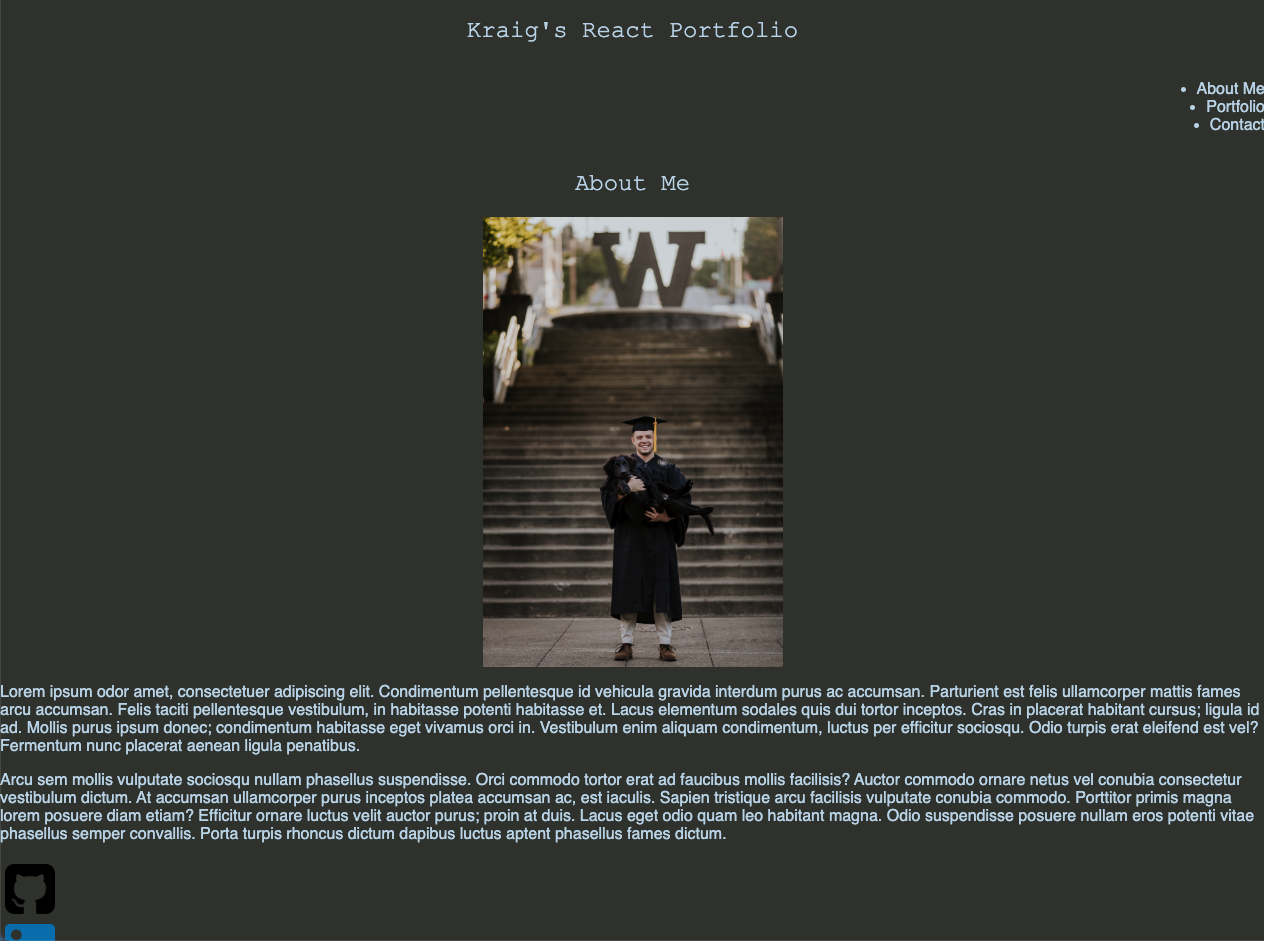 Kraig's React Portfolio
About Me
Portfolio
Contact
About Me
W
Lorem ipsum odor amet, consectetuer adipiscing elit. Condimentum pellentesque id vehicula gravida interdum purus ac accumsan. Parturient est felis ullamcorper mattis fames
arcu accumsan. Felis taciti pellentesque vestibulum, in habitasse potenti habitasse et. Lacus elementum sodales quis dui tortor inceptos. Cras in placerat habitant cursus; ligula id
ad. Mollis purus ipsum donec; condimentum habitasse eget vivamus orci in. Vestibulum enim aliquam condimentum, luctus per efficitur sociosqu. Odio turpis erat eleifend est vel?
Fermentum nunc placerat aenean ligula penatibus.
Arcu sem mollis vulputate sociosqu nullam phasellus suspendisse. Orci commodo tortor erat ad faucibus mollis facilisis? Auctor commodo ornare netus vel conubia consectetur
vestibulum dictum. At accumsan ullamcorper purus inceptos platea accumsan ac, est iaculis. Sapien tristique arcu facilisis vulputate conubia commodo. Porttitor primis magna
lorem posuere diam etiam? Efficitur ornare luctus velit auctor purus; proin at duis. Lacus eget odio quam leo habitant magna. Odio suspendisse posuere nullam eros potenti vitae
phasellus semper convallis. Porta turpis rhoncus dictum dapibus luctus aptent phasellus fames dictum.